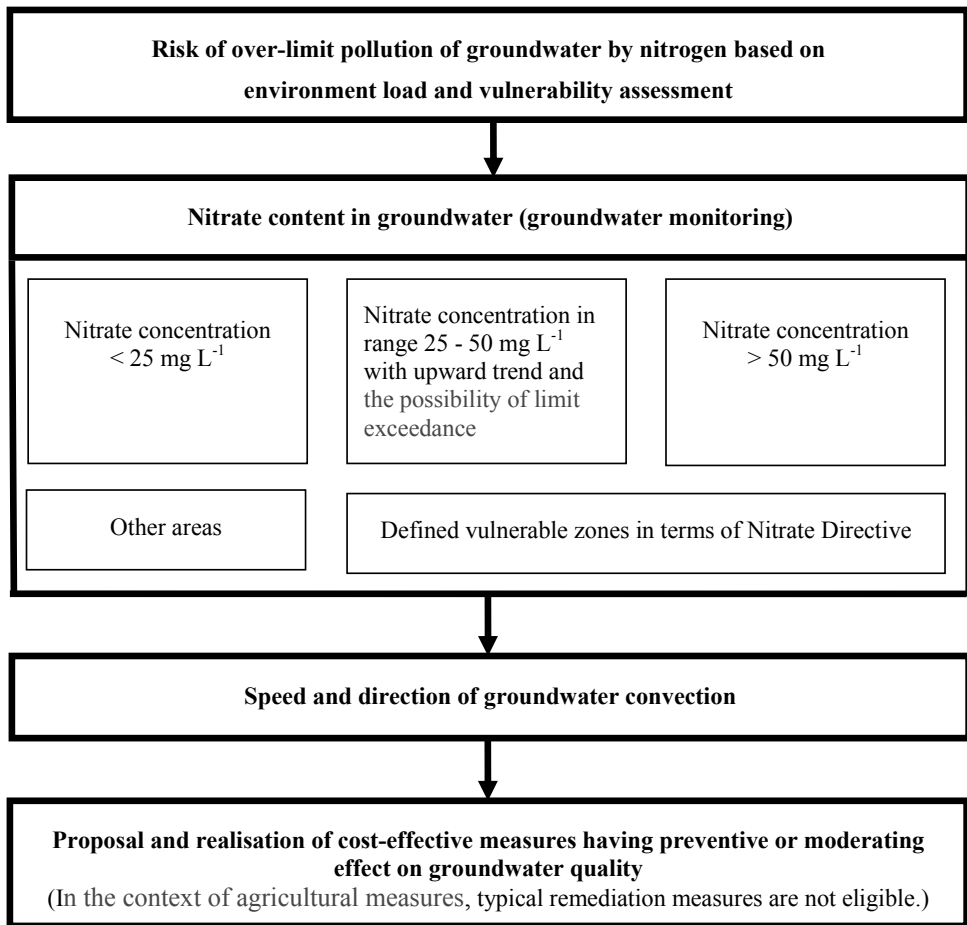 Risk of over-limit pollution of groundwater by nitrogen based on
environment load and vulnerability assessment
Nitrate content in groundwater (groundwater monitoring)
Nitrate concentration
< 25 mg L⁻¹
Nitrate concentration in
range 25 - 50 mg L⁻¹
with upward trend and
the possibility of limit
exceedance
Nitrate concentration
> 50 mg L⁻¹
Other areas
Defined vulnerable zones in terms of Nitrate Directive
Speed and direction of groundwater convection
Proposal and realisation of cost-effective measures having preventive or moderating
effect on groundwater quality
(In the context of agricultural measures, typical remediation measures are not eligible.)